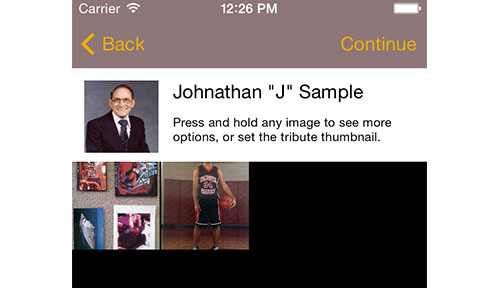 Carrier 12:26 PM
Back Continue
Johnathan "J" Sample
Press and hold any image to see more
options, or set the tribute thumbnail.
34